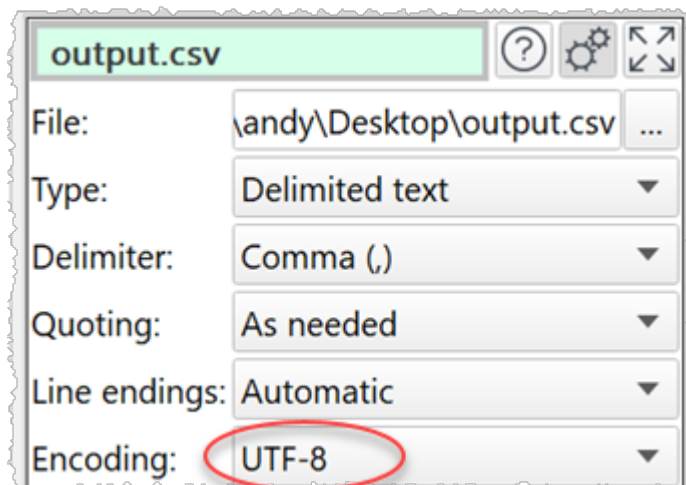 output.csv
File: \andy\Desktop\output.csv ...
Type: Delimited text
Delimiter: Comma (,)
Quoting: As needed
Line endings: Automatic
Encoding: UTF-8